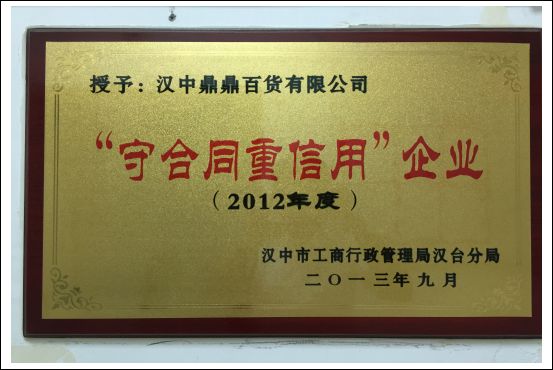 授予：汉中鼎鼎百货有限公司
“守合同重信用”企业
（2012年度）
汉中市工商行政管理局汉台分局
二〇一三年九月